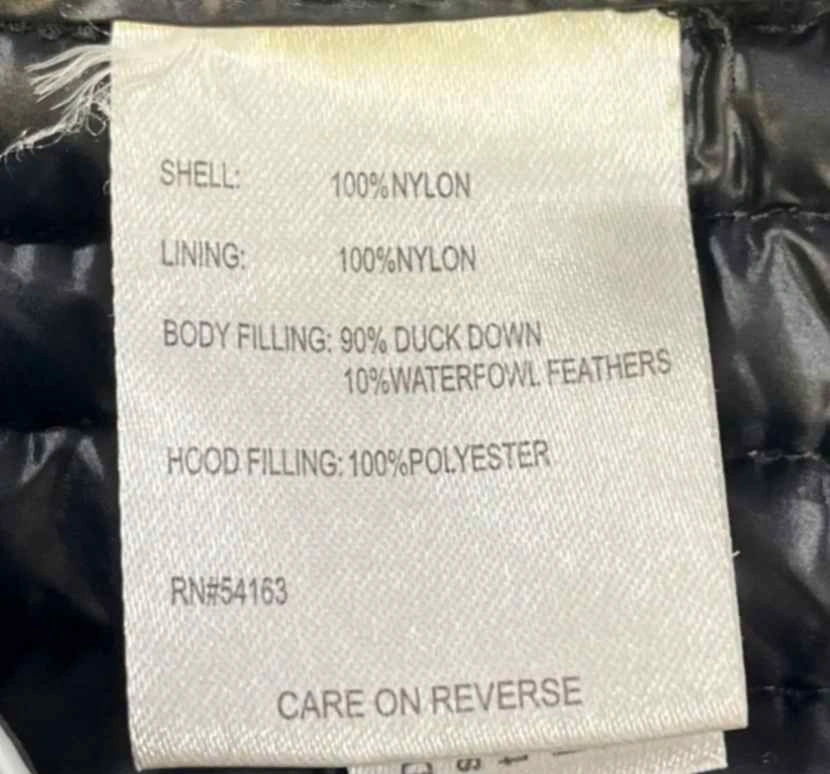 SHELL: 100%NYLON
LINING: 100%NYLON
BODY FILLING: 90% DUCK DOWN
10%WATERFOWL FEATHERS
HOOD FILLING: 100%POLYESTER
RN#54163
CARE ON REVERSE